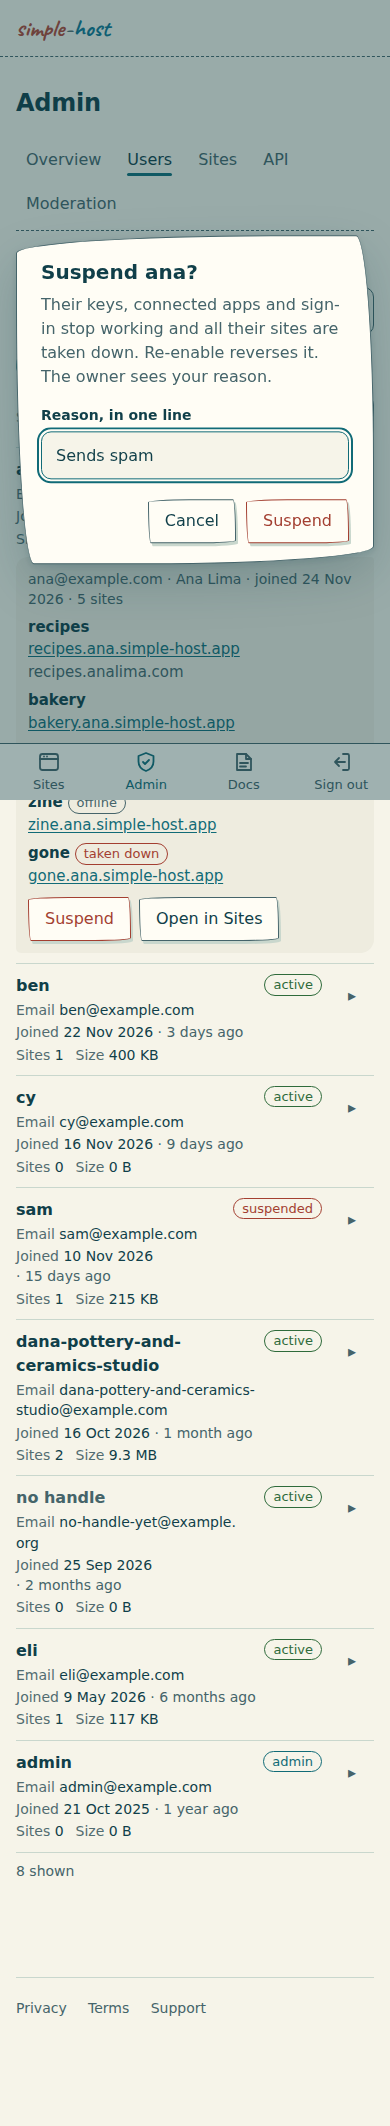 simple-host
Admin
Overview Users Sites API
Moderation
Suspend ana?
Their keys, connected apps and sign-
in stop working and all their sites are
taken down. Re-enable reverses it.
The owner sees your reason.
Reason, in one line
Sends spam
Cancel Suspend
ana@example.com · Ana Lima · joined 24 Nov
2026 · 5 sites
recipes
recipes.ana.simple-host.app
recipes.analima.com
bakery
bakery.ana.simple-host.app
Sites Admin Docs Sign out
zine offline
zine.ana.simple-host.app
gone taken down
gone.ana.simple-host.app
Suspend Open in Sites
ben active
Email ben@example.com
Joined 22 Nov 2026 · 3 days ago
Sites 1 Size 400 KB
cy active
Email cy@example.com
Joined 16 Nov 2026 · 9 days ago
Sites 0 Size 0 B
sam suspended
Email sam@example.com
Joined 10 Nov 2026
· 15 days ago
Sites 1 Size 215 KB
dana-pottery-and- active
ceramics-studio
Email dana-pottery-and-ceramics-
studio@example.com
Joined 16 Oct 2026 · 1 month ago
Sites 2 Size 9.3 MB
no handle active
Email no-handle-yet@example.
org
Joined 25 Sep 2026
· 2 months ago
Sites 0 Size 0 B
eli active
Email eli@example.com
Joined 9 May 2026 · 6 months ago
Sites 1 Size 117 KB
admin admin
Email admin@example.com
Joined 21 Oct 2025 · 1 year ago
Sites 0 Size 0 B
8 shown
Privacy Terms Support